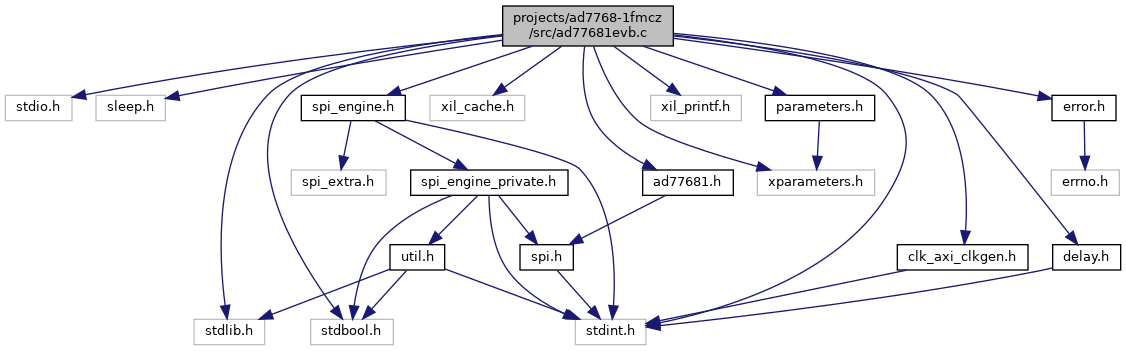 projects/ad7768-1fmcz
/src/ad77681evb.c
stdio.h
sleep.h
spi_engine.h
xil_cache.h
xil_printf.h
parameters.h
error.h
spi_extra.h
spi_engine_private.h
ad77681.h
xparameters.h
errno.h
util.h
spi.h
clk_axi_clkgen.h
delay.h
stdlib.h
stdbool.h
stdint.h